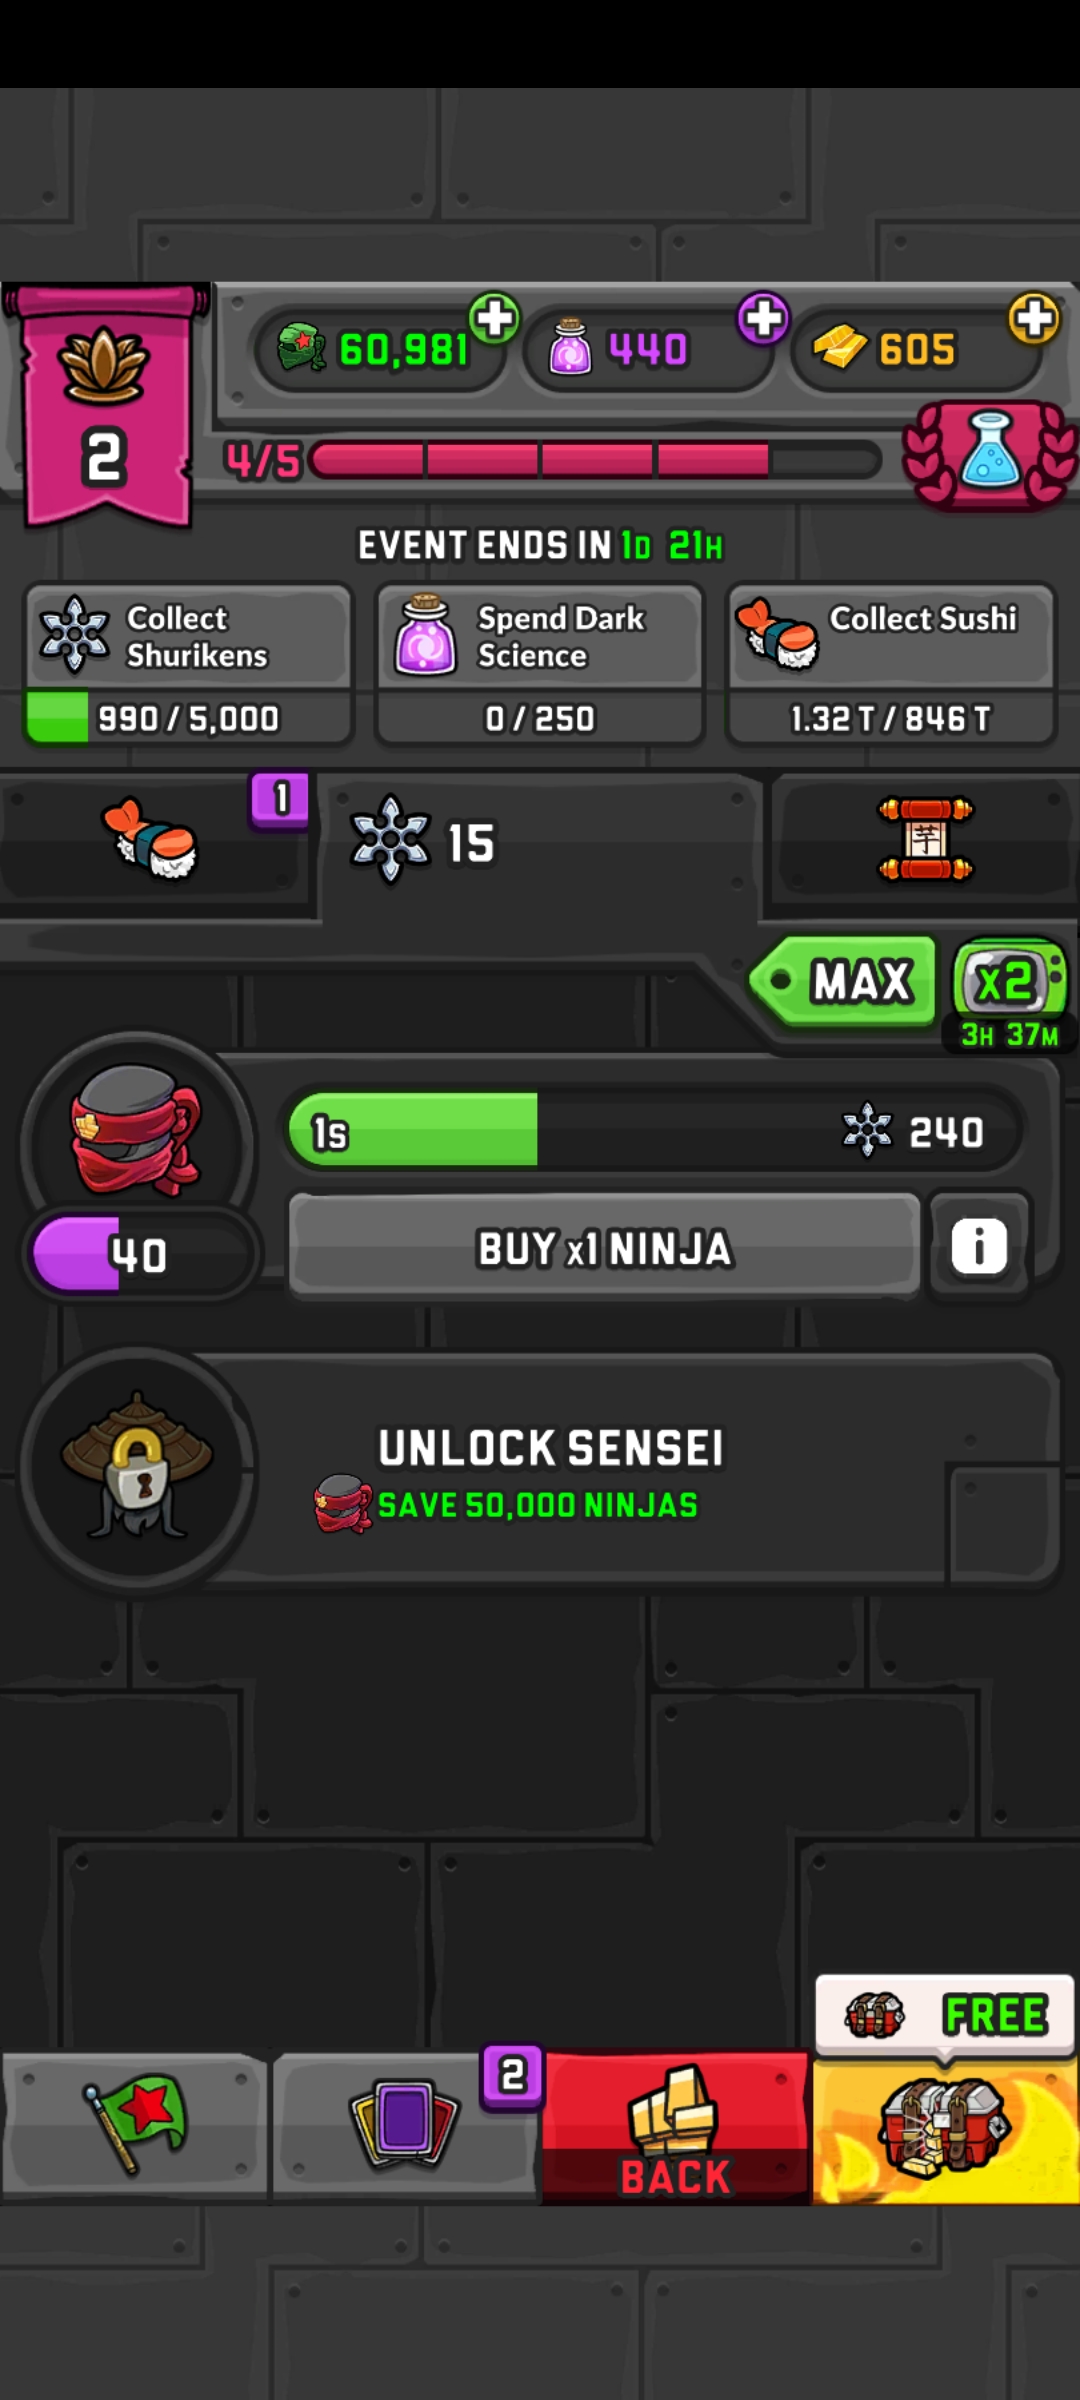 60,981
440
605
2
4/5
EVENT ENDS IN 1D 21H
Collect
Shurikens
990 / 5,000
Spend Dark
Science
0 / 250
Collect Sushi
1.32 T / 846 T
1
15
芋
MAX
x2
3H 37M
1s
240
40
BUY x1 NINJA
i
UNLOCK SENSEI
SAVE 50,000 NINJAS
FREE
2
BACK